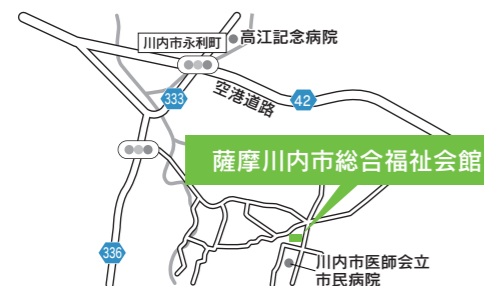 川内市永利町
高江記念病院
333
空港道路
42
薩摩川内市総合福祉会館
336
川内市医師会立
市民病院